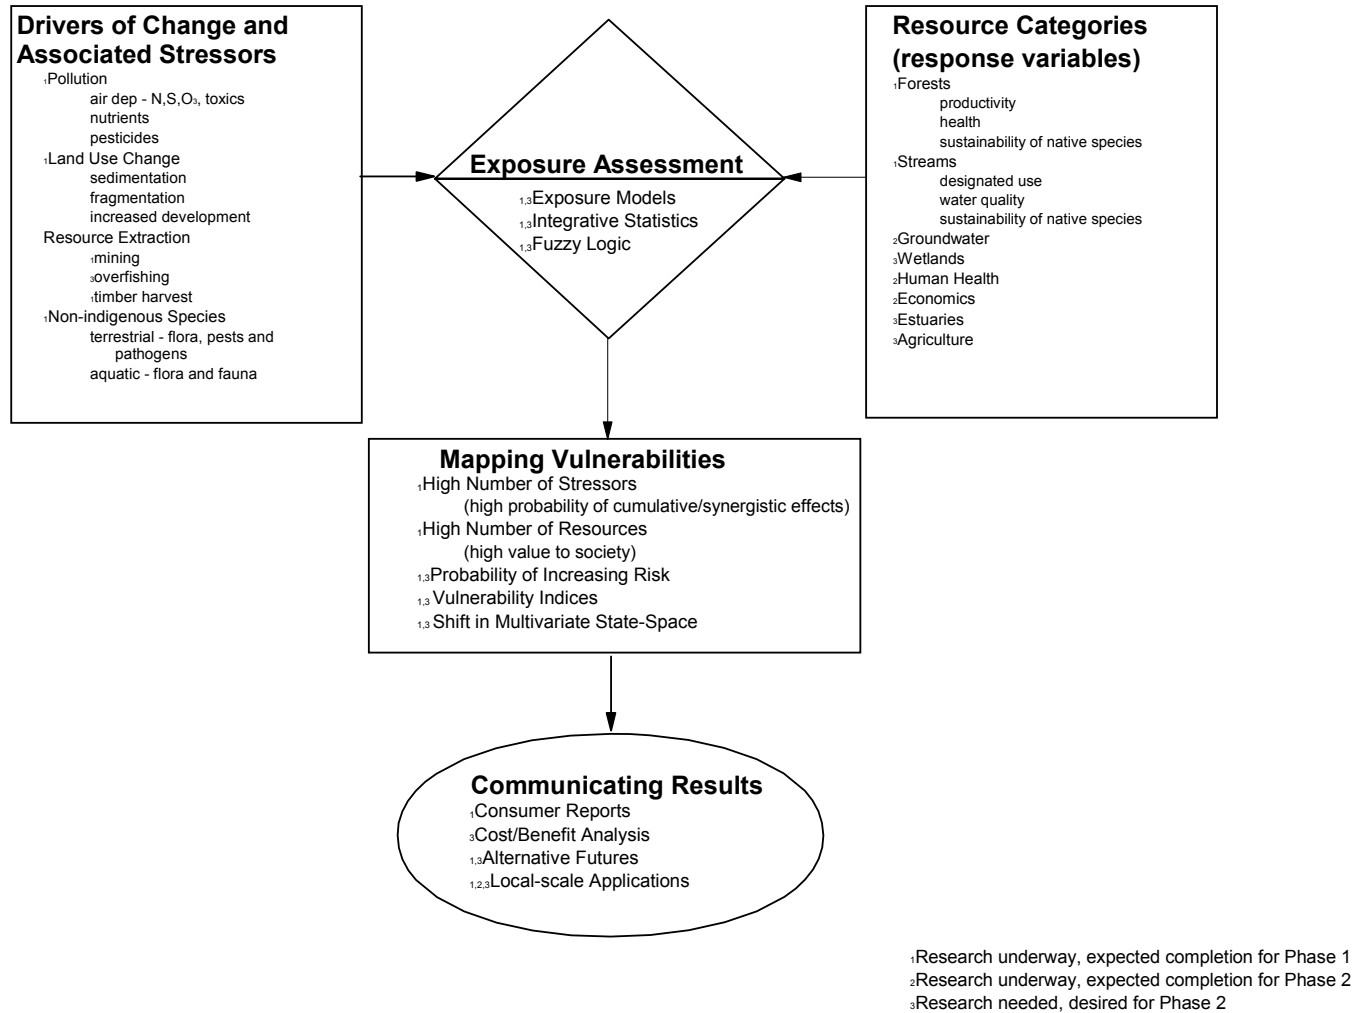 Drivers of Change and
Associated Stressors
1Pollution
air dep - N,S,O3, toxics
nutrients
pesticides
1Land Use Change
sedimentation
fragmentation
increased development
Resource Extraction
1mining
3overfishing
1timber harvest
1Non-indigenous Species
terrestrial - flora, pests and
pathogens
aquatic - flora and fauna
Exposure Assessment
1,3Exposure Models
1,3Integrative Statistics
1,3Fuzzy Logic
Resource Categories
(response variables)
1Forests
productivity
health
sustainability of native species
1Streams
designated use
water quality
sustainability of native species
2Groundwater
3Wetlands
2Human Health
2Economics
3Estuaries
3Agriculture
Mapping Vulnerabilities
1High Number of Stressors
(high probability of cumulative/synergistic effects)
1High Number of Resources
(high value to society)
1,3Probability of Increasing Risk
1,3 Vulnerability Indices
1,3 Shift in Multivariate State-Space
Communicating Results
1Consumer Reports
3Cost/Benefit Analysis
1,3Alternative Futures
1,2,3Local-scale Applications
1Research underway, expected completion for Phase 1
2Research underway, expected completion for Phase 2
3Research needed, desired for Phase 2